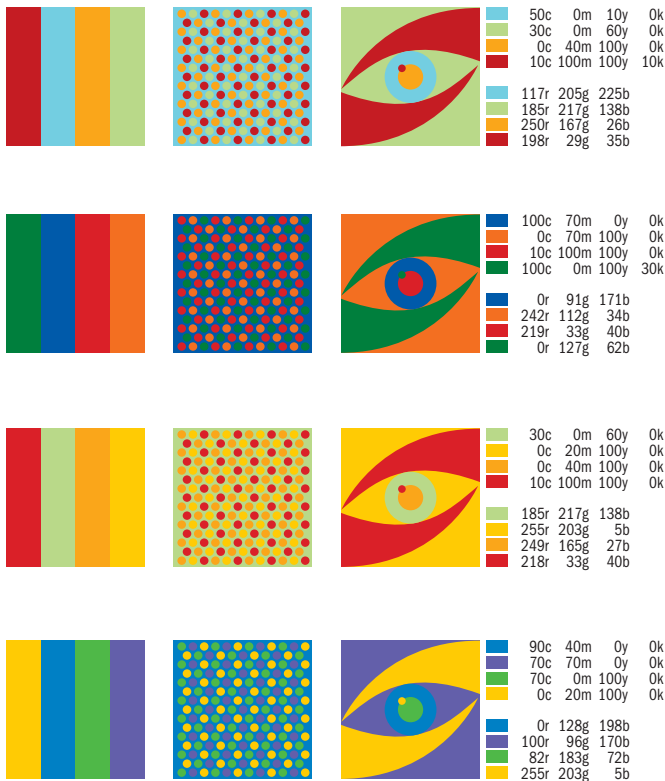 50c 0m 10y 0k
30c 0m 60y 0k
0c 40m 100y 0k
10c 100m 100y 10k
117r 205g 225b
185r 217g 138b
250r 167g 26b
198r 29g 35b
100c 70m 0y 0k
0c 70m 100y 0k
10c 100m 100y 0k
100c 0m 100y 30k
0r 91g 171b
242r 112g 34b
219r 33g 40b
0r 127g 62b
30c 0m 60y 0k
0c 20m 100y 0k
0c 40m 100y 0k
10c 100m 100y 0k
185r 217g 138b
255r 203g 5b
249r 165g 27b
218r 33g 40b
90c 40m 0y 0k
70c 70m 0y 0k
70c 0m 100y 0k
0c 20m 100y 0k
0r 128g 198b
100r 96g 170b
82r 183g 72b
255r 203g 5b